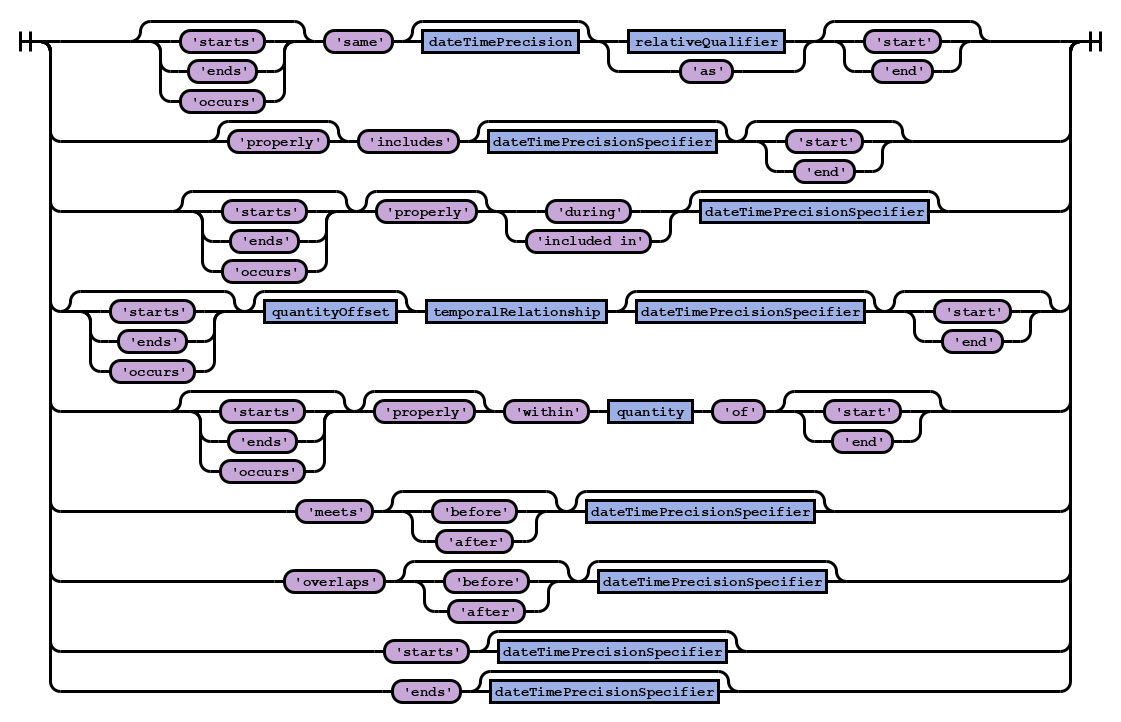 'starts' 'same' dateTimePrecision relativeQualifier 'start'
'ends' 'as' 'end'
'occurs'
'properly' 'includes' dateTimePrecisionSpecifier 'start'
'end'
'starts' 'properly' 'during' dateTimePrecisionSpecifier
'ends' 'included in'
'occurs'
'starts' quantityOffset temporalRelationship dateTimePrecisionSpecifier 'start'
'ends' 'end'
'occurs'
'starts' 'properly' 'within' quantity 'of' 'start'
'ends' 'end'
'occurs'
'meets' 'before' dateTimePrecisionSpecifier
'after'
'overlaps' 'before' dateTimePrecisionSpecifier
'after'
'starts' dateTimePrecisionSpecifier
'ends' dateTimePrecisionSpecifier